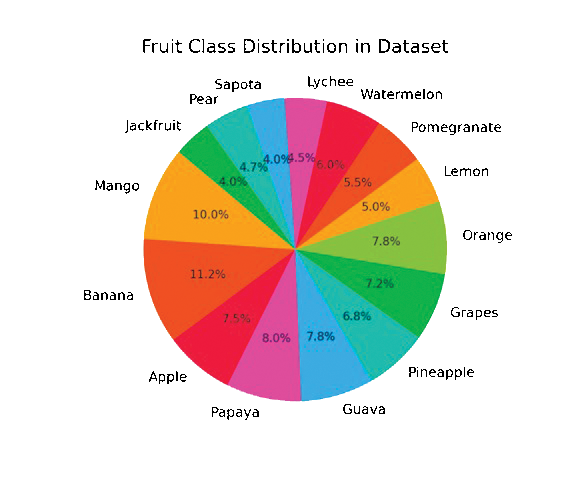 Fruit Class Distribution in Dataset
Lychee
4.5%
Watermelon
6.0%
Pomegranate
5.5%
Lemon
5.0%
Orange
7.8%
Grapes
7.2%
Pineapple
6.8%
Guava
7.8%
Papaya
8.0%
Apple
7.5%
Banana
11.2%
Mango
10.0%
Jackfruit
4.0%
Pear
4.7%
Sapota
4.0%